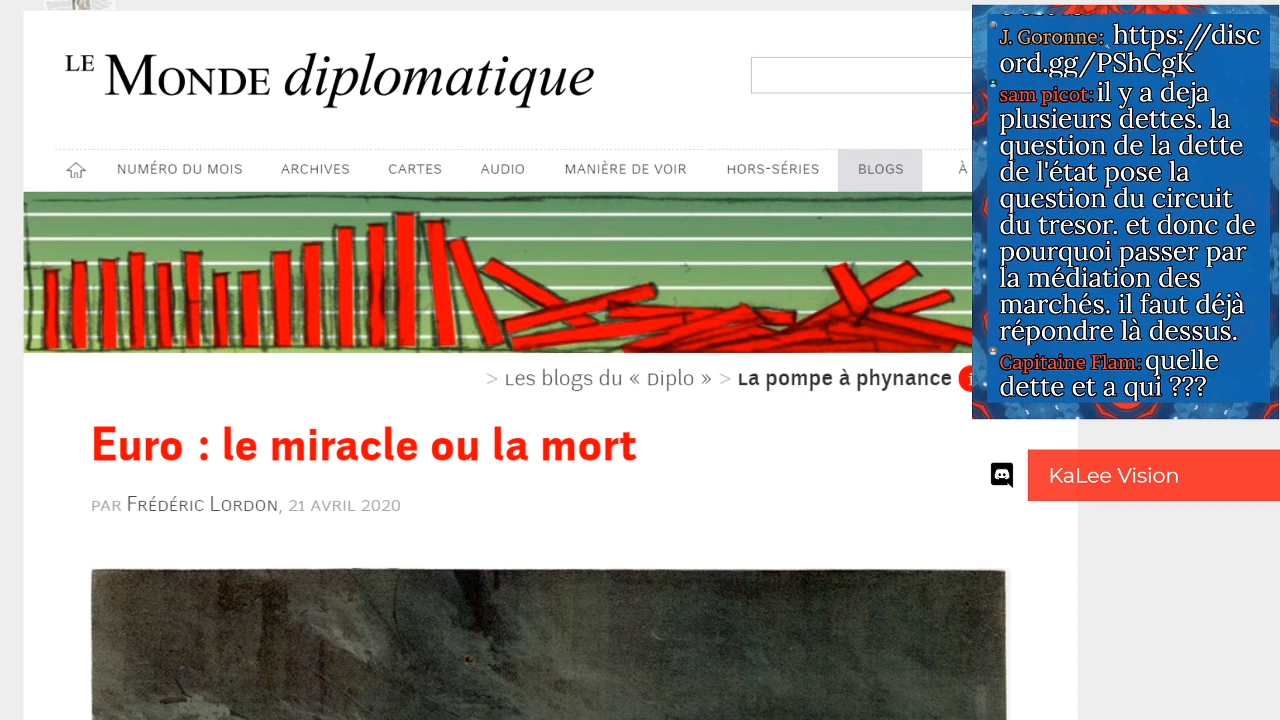 LE MONDE diplomatique
NUMÉRO DU MOIS ARCHIVES CARTES AUDIO MANIÈRE DE VOIR HORS-SÉRIES BLOGS À
> Les blogs du « Diplo » > La pompe à phynance i
Euro : le miracle ou la mort
PAR FRÉDÉRIC LORDON, 21 AVRIL 2020
J. Goronne: https://disc
ord.gg/PShCgK
sam picot: il y a deja
plusieurs dettes. la
question de la dette
de l'état pose la
question du circuit
du tresor. et donc de
pourquoi passer par
la médiation des
marchés. il faut déjà
répondre là dessus.
Capitaine Flam: quelle
dette et a qui ???
KaLee Vision